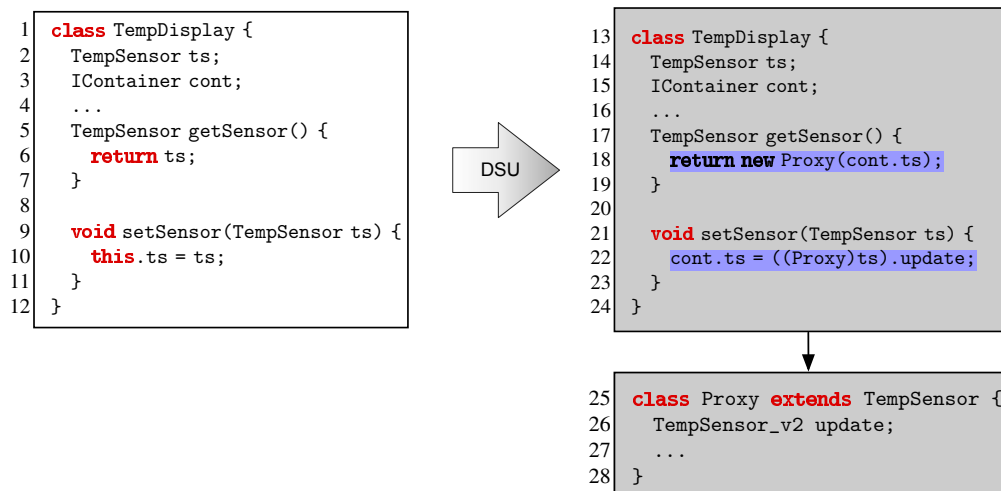 1 class TempDisplay {
2 TempSensor ts;
3 IContainer cont;
4 ...
5 TempSensor getSensor() {
6 return ts;
7 }
8
9 void setSensor(TempSensor ts) {
10 this.ts = ts;
11 }
12 }
DSU
13 class TempDisplay {
14 TempSensor ts;
15 IContainer cont;
16 ...
17 TempSensor getSensor() {
18 return new Proxy(cont.ts);
19 }
20
21 void setSensor(TempSensor ts) {
22 cont.ts = ((Proxy)ts).update;
23 }
24 }
25 class Proxy extends TempSensor {
26 TempSensor_v2 update;
27 ...
28 }